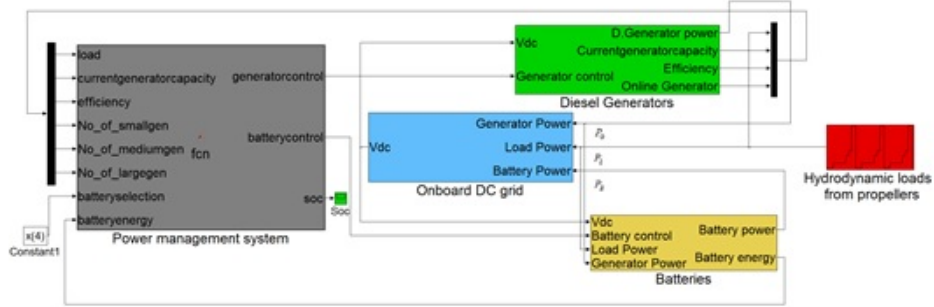 load
currentgeneratorcapacity
efficiency
No_of_smallgen
No_of_mediumgen
No_of_largegen
batteryselection
batteryenergy
fcn
generatorcontrol
batterycontrol
soc
Power management system
x(4)
Constant1
Soc
Vdc
Generator control
D.Generator power
Currentgeneratorcapacity
Efficiency
Online Generator
Diesel Generators
Vdc
Generator Power
Load Power
Battery Power
Onboard DC grid
Hydrodynamic loads
from propellers
Vdc
Battery control
Load Power
Generator Power
Battery power
Battery energy
Batteries